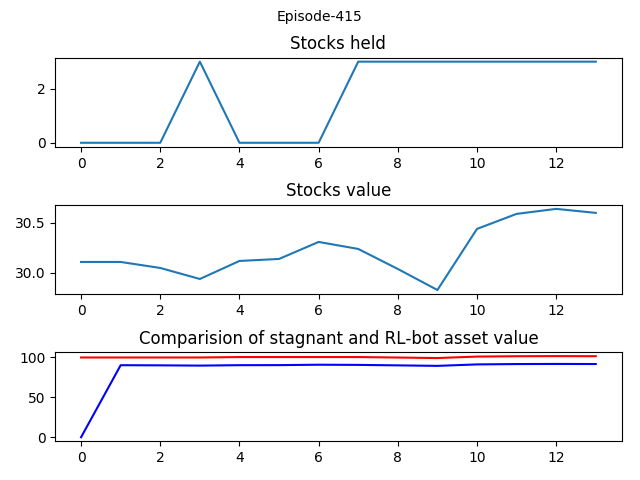 Episode-415
Stocks held
2
0
0 2 4 6 8 10 12
Stocks value
30.5
30.0
0 2 4 6 8 10 12
Comparision of stagnant and RL-bot asset value
100
50
0
0 2 4 6 8 10 12